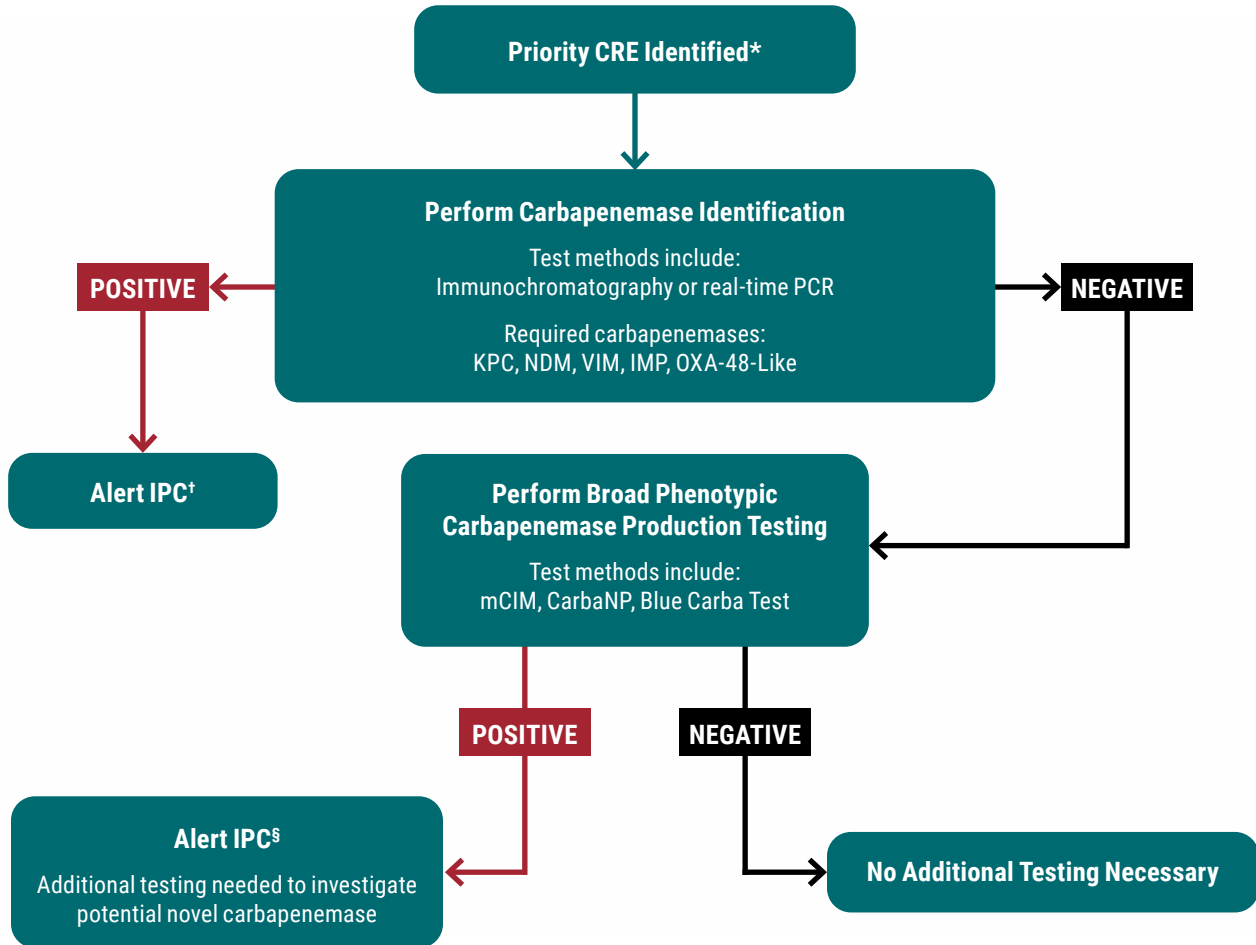 Priority CRE Identified*
Perform Carbapenemase Identification
Test methods include:
Immunochromatography or real-time PCR
Required carbapenemases:
KPC, NDM, VIM, IMP, OXA-48-Like
POSITIVE
NEGATIVE
Alert IPC†
Perform Broad Phenotypic
Carbapenemase Production Testing
Test methods include:
mCIM, CarbaNP, Blue Carba Test
POSITIVE
NEGATIVE
Alert IPC§
Additional testing needed to investigate
potential novel carbapenemase
No Additional Testing Necessary